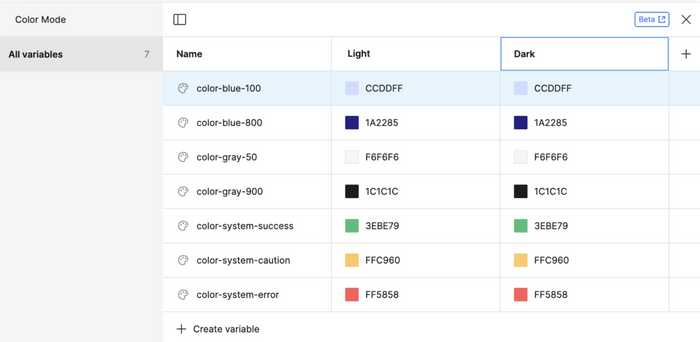 Color Mode
Beta
All variables 7
Name Light Dark
color-blue-100 CCDDFF CCDDFF
color-blue-800 1A2285 1A2285
color-gray-50 F6F6F6 F6F6F6
color-gray-900 1C1C1C 1C1C1C
color-system-success 3EBE79 3EBE79
color-system-caution FFC960 FFC960
color-system-error FF5858 FF5858
Create variable